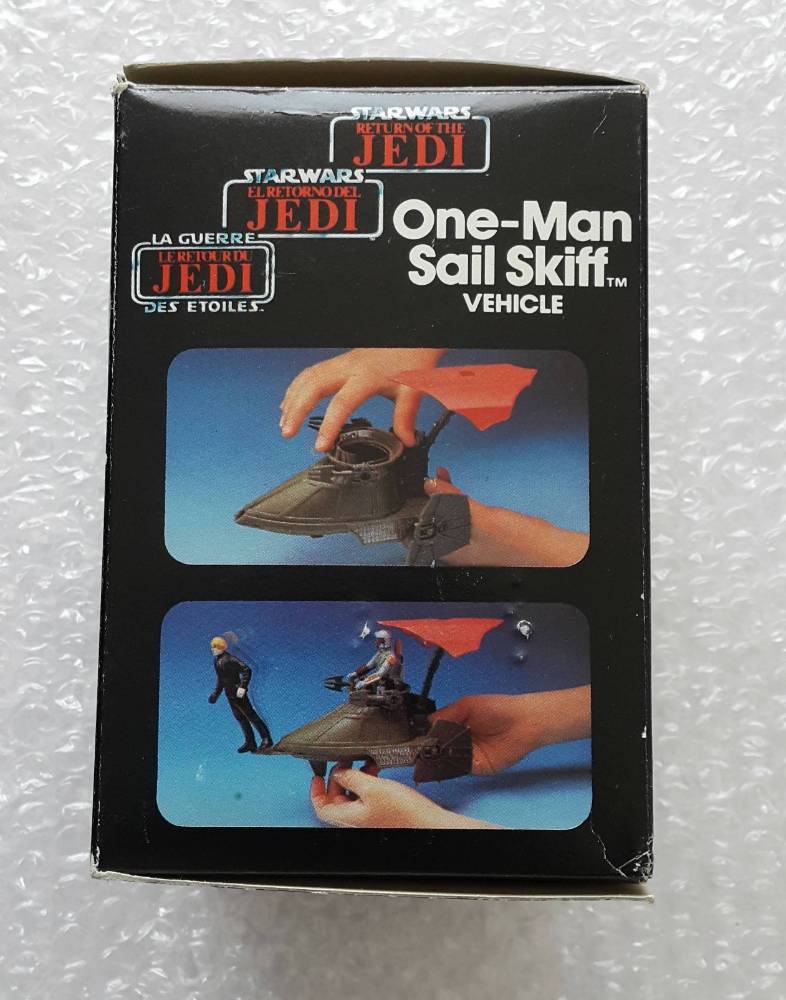 STAR WARS
RETURN OF THE
JEDI
STAR WARS
EL RETORNO DEL
JEDI
LA GUERRE
LE RETOUR DU
JEDI
DES ETOILES
One-Man
Sail Skiff™
VEHICLE